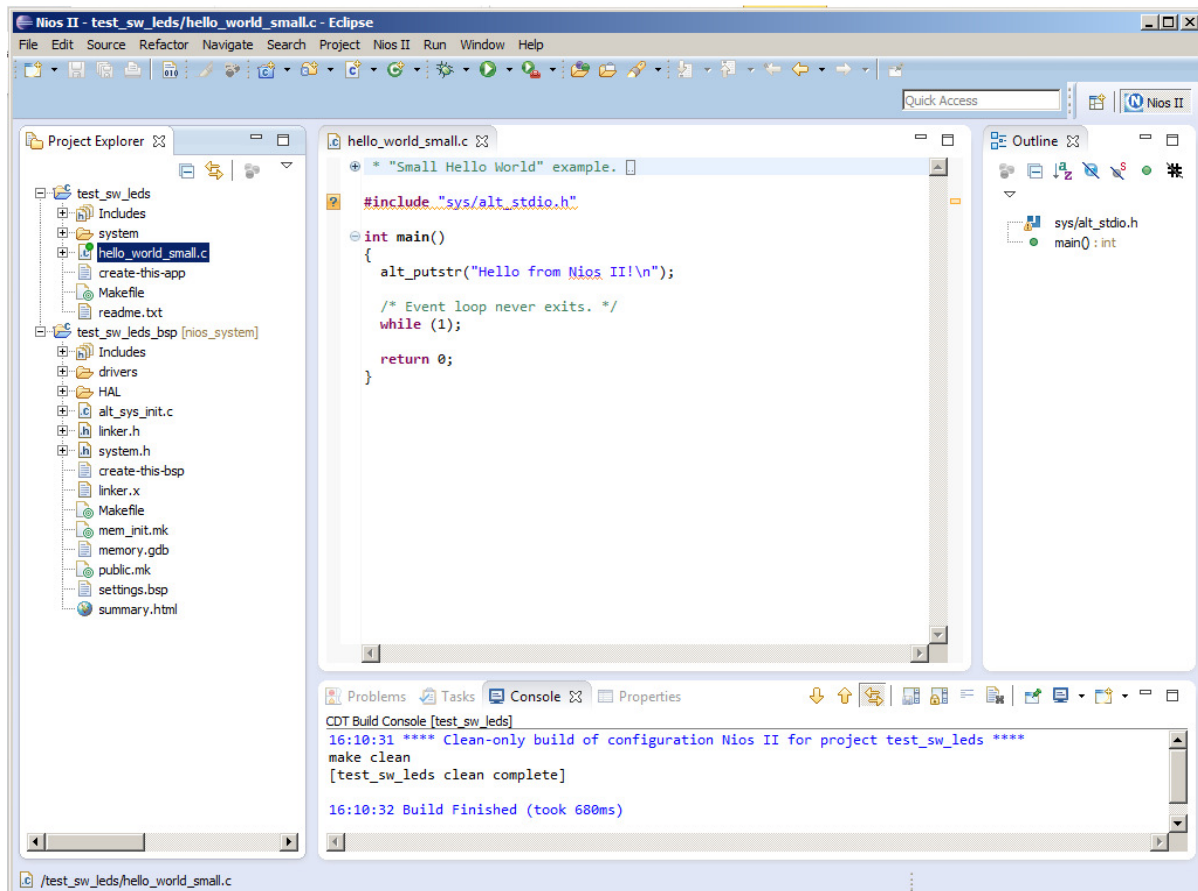 Nios II - test_sw_leds/hello_world_small.c - Eclipse
File Edit Source Refactor Navigate Search Project Nios II Run Window Help
Quick Access
Nios II
Project Explorer
test_sw_leds
Includes
system
hello_world_small.c
create-this-app
Makefile
readme.txt
test_sw_leds_bsp [nios_system]
Includes
drivers
HAL
alt_sys_init.c
linker.h
system.h
create-this-bsp
linker.x
Makefile
mem_init.mk
memory.gdb
public.mk
settings.bsp
summary.html
hello_world_small.c
* "Small Hello World" example.
#include "sys/alt_stdio.h"
int main()
{
alt_putstr("Hello from Nios II!\n");
/* Event loop never exits. */
while (1);
return 0;
}
Outline
sys/alt_stdio.h
main() : int
Problems Tasks Console Properties
CDT Build Console [test_sw_leds]
16:10:31 **** Clean-only build of configuration Nios II for project test_sw_leds ****
make clean
[test_sw_leds clean complete]
16:10:32 Build Finished (took 680ms)
/test_sw_leds/hello_world_small.c